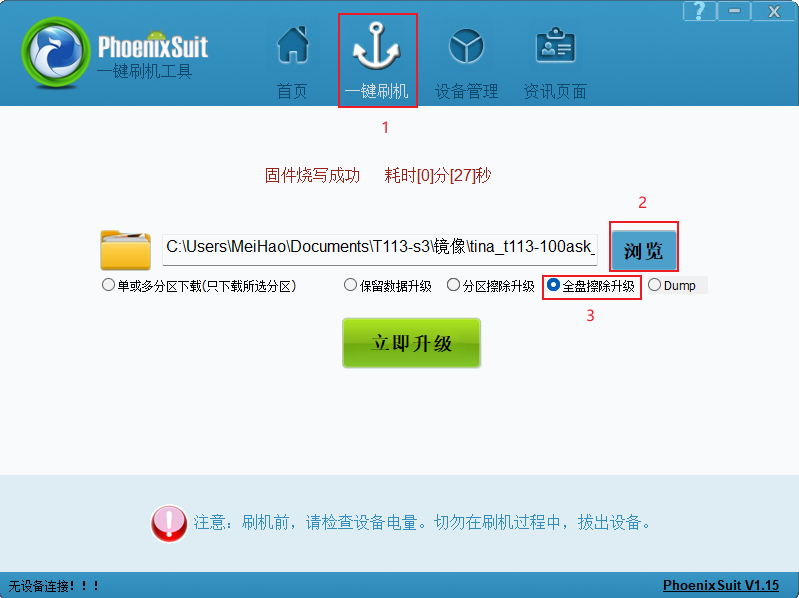 PhoenixSuit
一键刷机工具
? — X
首页 一键刷机 设备管理 资讯页面
1
固件烧写成功 耗时[0]分[27]秒
2
C:\Users\MeiHao\Documents\T113-s3\镜像\tina_t113-100ask_ 浏览
单或多分区下载(只下载所选分区) 保留数据升级 分区擦除升级 全盘擦除升级 Dump
3
立即升级
注意：刷机前，请检查设备电量。切勿在刷机过程中，拔出设备。
无设备连接！！！ PhoenixSuit V1.15